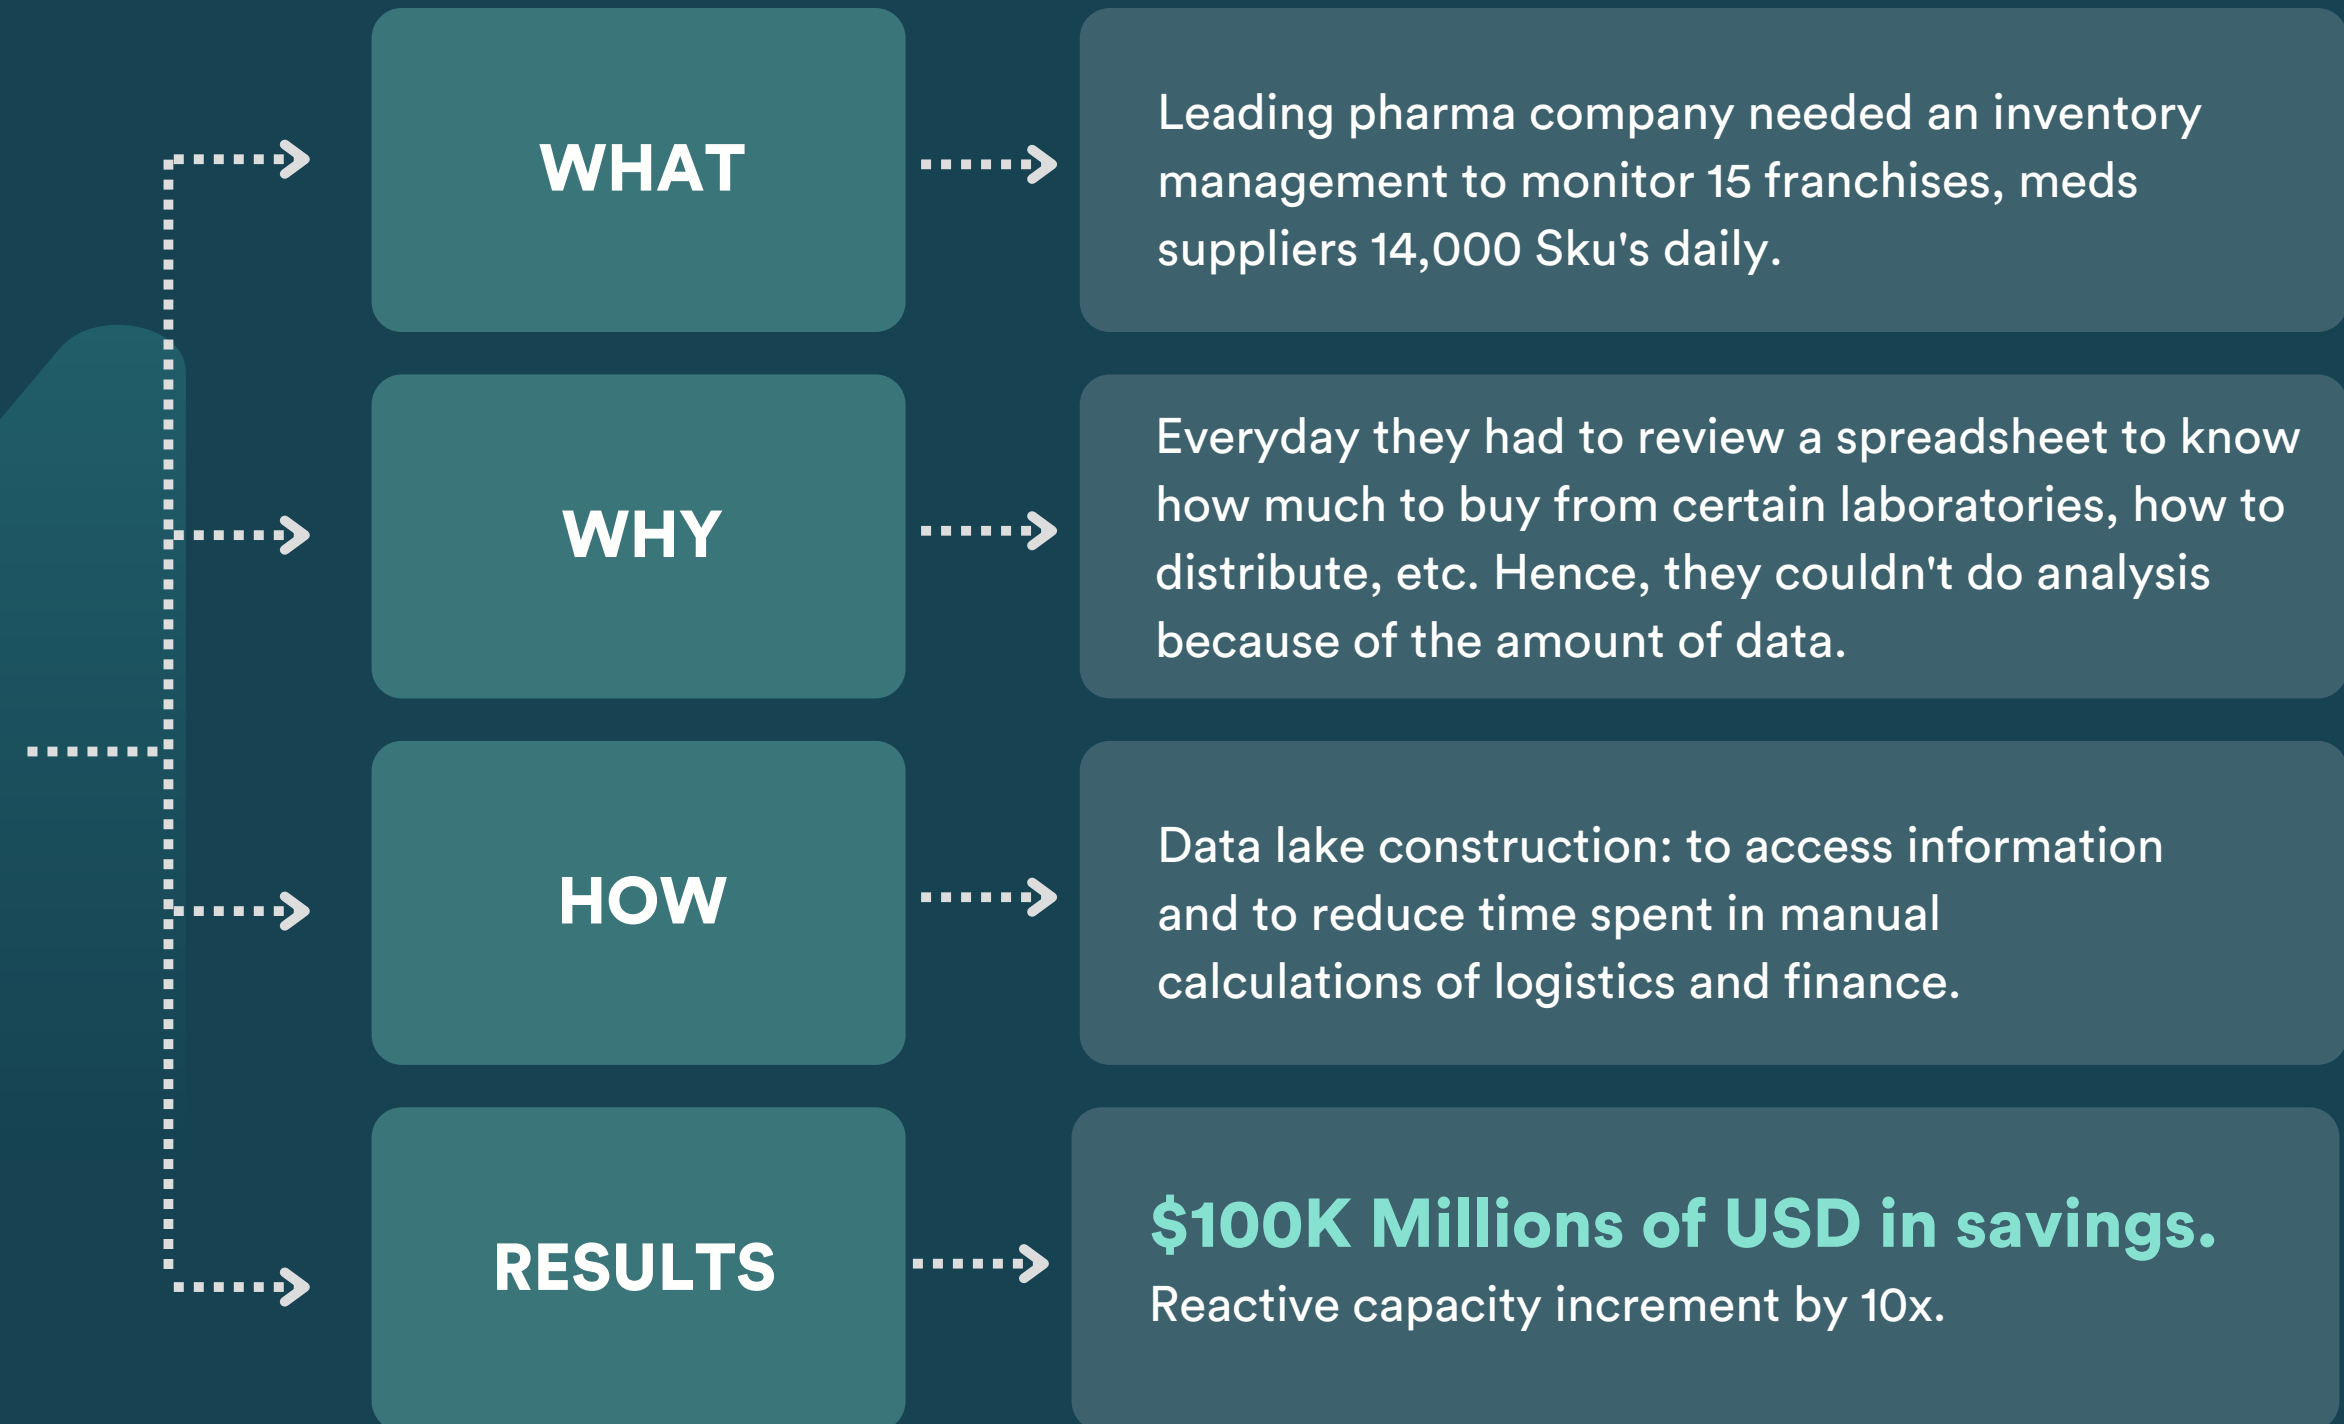 WHAT
Leading pharma company needed an inventory
management to monitor 15 franchises, meds
suppliers 14,000 Sku's daily.
WHY
Everyday they had to review a spreadsheet to know
how much to buy from certain laboratories, how to
distribute, etc. Hence, they couldn't do analysis
because of the amount of data.
HOW
Data lake construction: to access information
and to reduce time spent in manual
calculations of logistics and finance.
RESULTS
$100K Millions of USD in savings.
Reactive capacity increment by 10x.